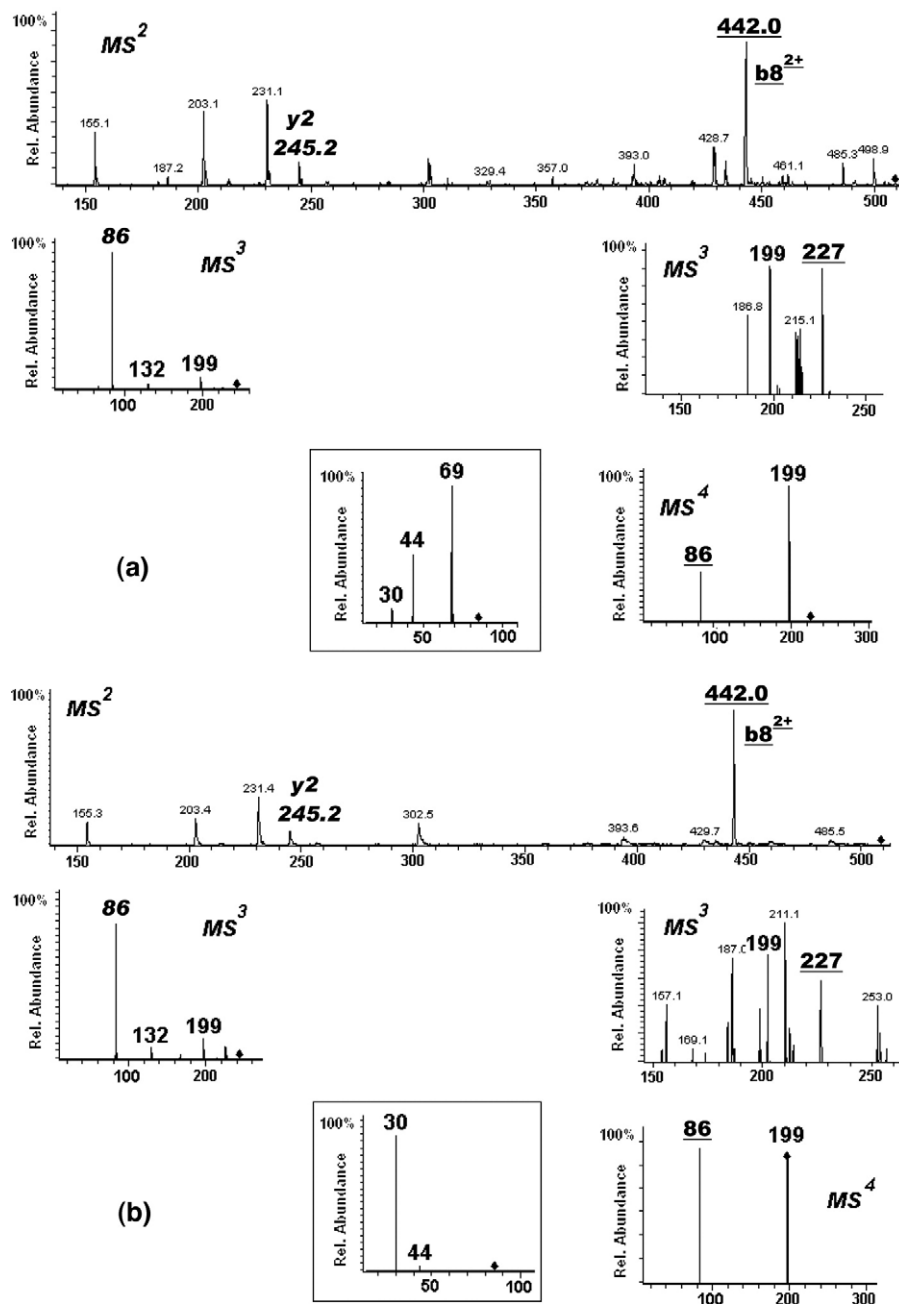 100%
MS2
Rel. Abundance
155.1
187.2
203.1
231.1
y2
245.2
329.4
357.0
393.0
428.7
442.0
b8 2+
461.1
485.3
498.9
150 200 250 300 350 400 450 500
100%
86
MS3
Rel. Abundance
132
199
100 200
100%
MS3
Rel. Abundance
186.8
199
215.1
227
150 200 250
(a)
100%
Rel. Abundance
30
44
69
50 100
100%
MS4
Rel. Abundance
86
199
100 200 300
100%
MS2
Rel. Abundance
155.3
203.4
231.4
y2
245.2
302.5
393.6
429.7
442.0
b8 2+
485.5
150 200 250 300 350 400 450 500
100%
86
MS3
Rel. Abundance
132
199
100 200
100%
MS3
Rel. Abundance
157.1
169.1
187.0
199
211.1
227
253.0
150 200 250
(b)
100%
Rel. Abundance
30
44
50 100
100%
86
199
MS4
Rel. Abundance
100 200 300